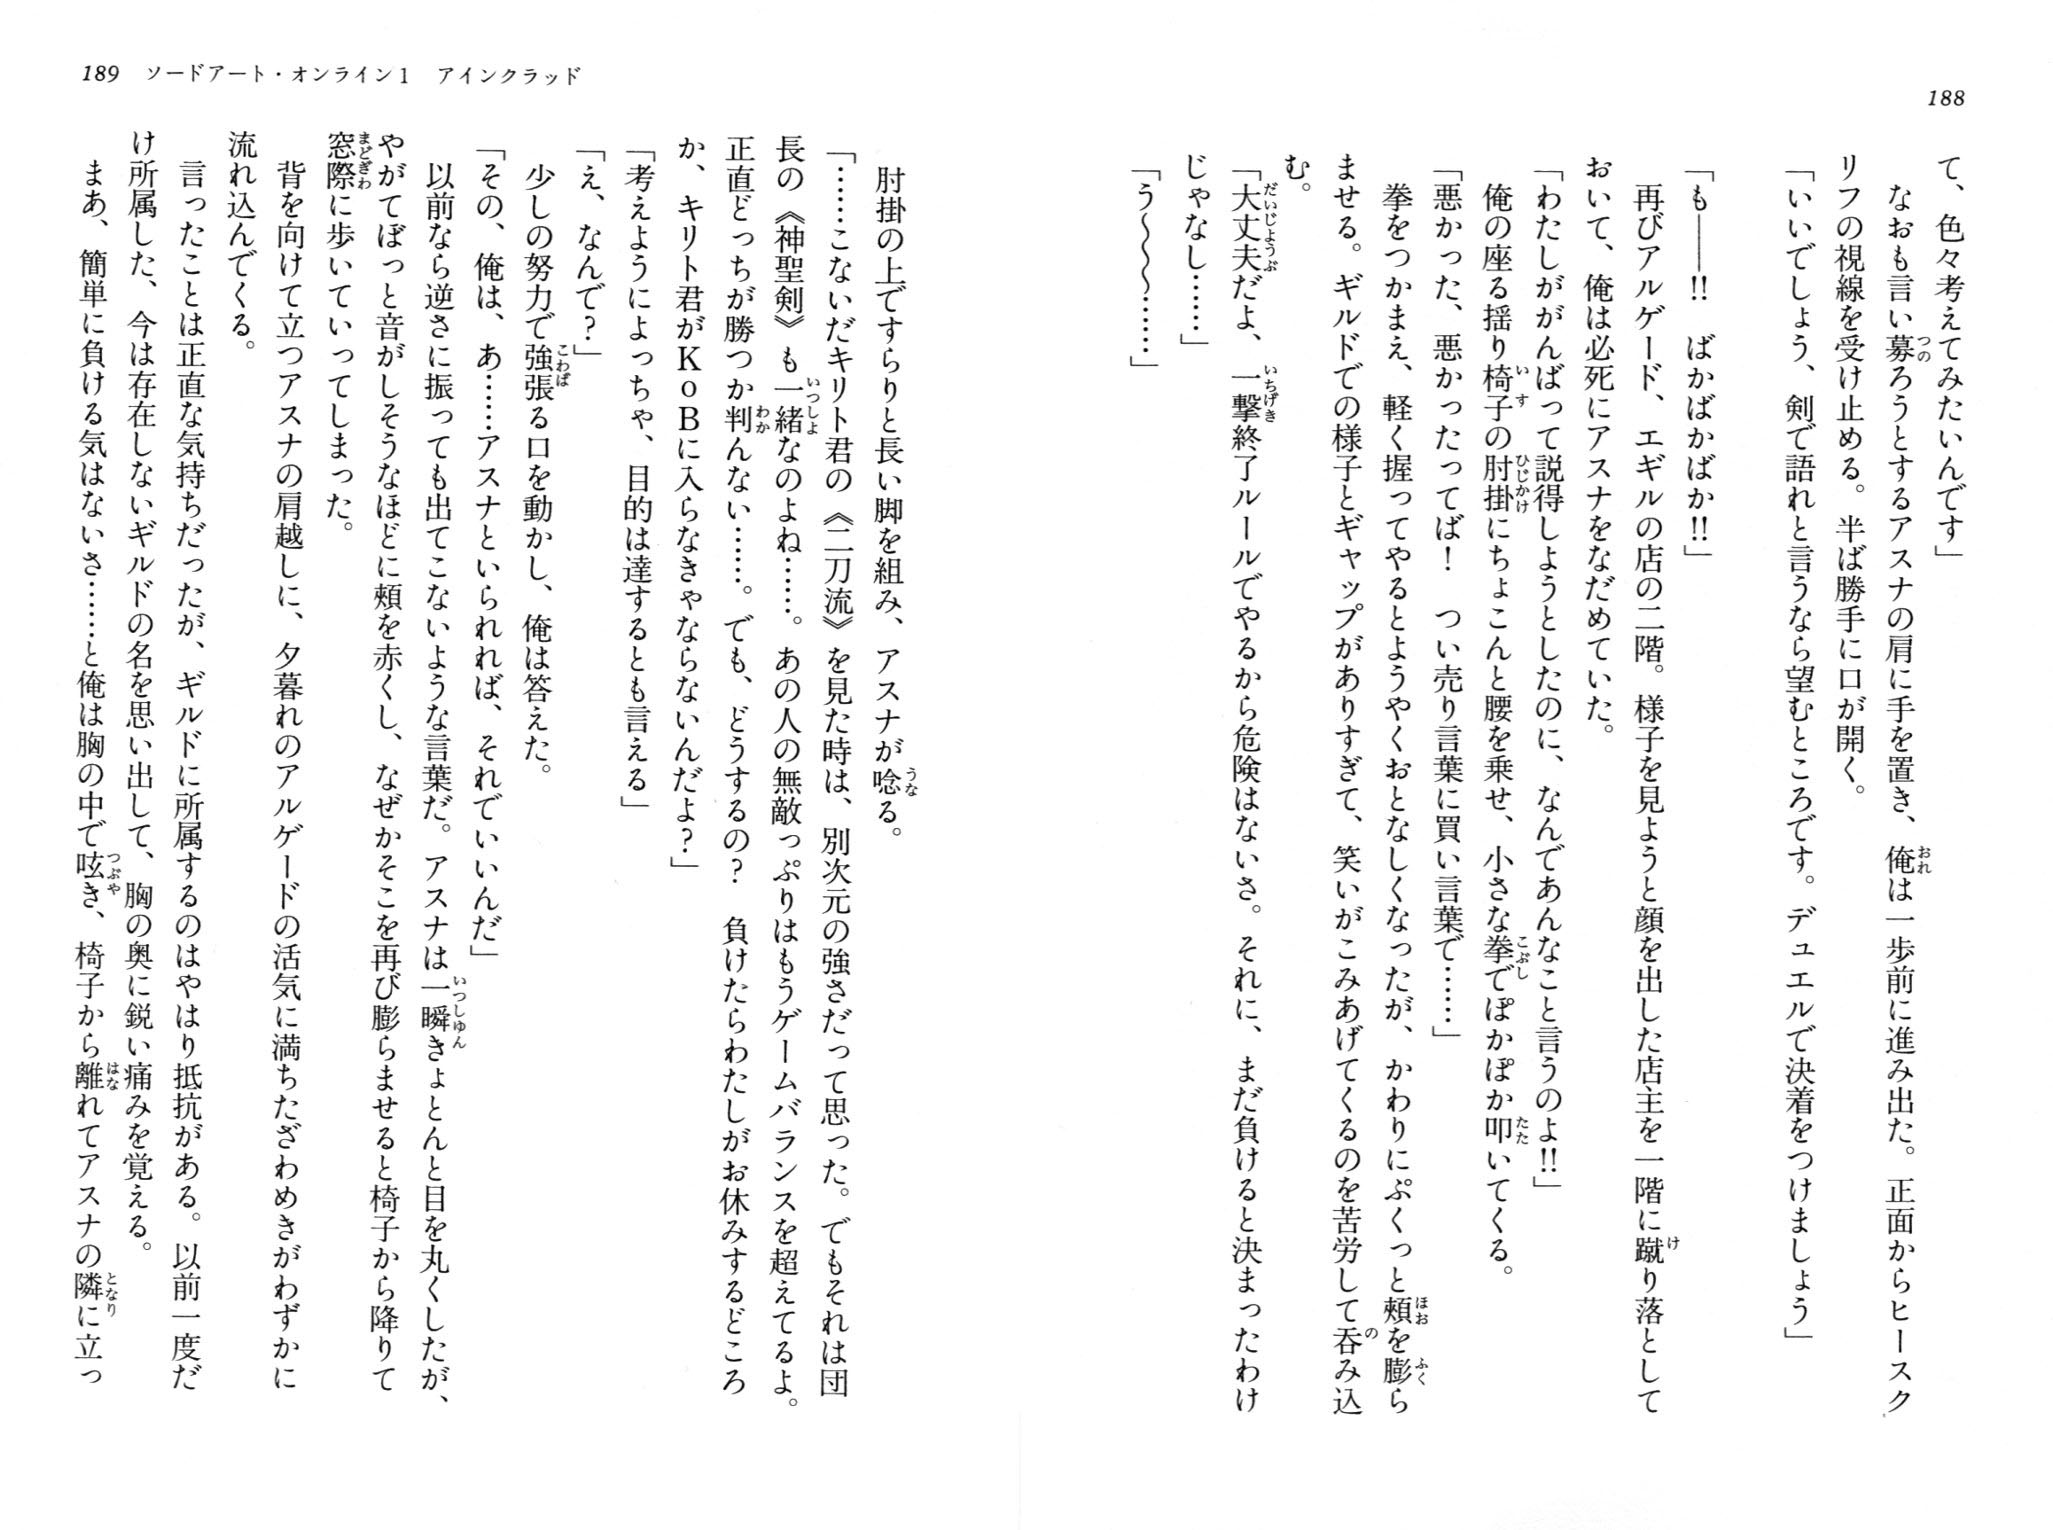 188
て、色々考えてみたいんです」
なおも言い募ろうとするアスナの肩に手を置き、俺は一歩前に進み出た。正面からヒースク
リフの視線を受け止める。半ば勝手に口が開く。
「いいでしょう、剣で語れと言うなら望むところです。デュエルで決着をつけましょう」
「も――!!　ばかばかばか!!」
再びアルゲード、エギルの店の二階。様子を見ようと顔を出した店主を一階に蹴り落として
おいて、俺は必死にアスナをなだめていた。
「わたしががんばって説得しようとしたのに、なんであんなこと言うのよ!!」
俺の座る揺り椅子の肘掛にちょこんと腰を乗せ、小さな拳でぽかぽか叩いてくる。
「悪かった、悪かったってば！　つい売り言葉に買い言葉で……」
拳をつかまえ、軽く握ってやるとようやくおとなしくなったが、かわりにぷくっと頬を膨ら
ませる。ギルドでの様子とギャップがありすぎて、笑いがこみあげてくるのを苦労して呑み込
む。
「大丈夫だよ、一撃終了ルールでやるから危険はないさ。それに、まだ負けると決まったわけ
じゃなし……」
「う～～～～……」
189　ソードアート・オンライン1　アインクラッド
肘掛の上ですらりと長い脚を組み、アスナが唸る。
「……こないだキリト君の《二刀流》を見た時は、別次元の強さだって思った。でもそれは団
長の《神聖剣》も一緒なのよね……。あの人の無敵っぷりはもうゲームバランスを超えてるよ。
正直どっちが勝つか判んない……。でも、どうするの？　負けたらわたしがお休みするどころ
か、キリト君がＫｏＢに入らなきゃならないんだよ？」
「考えようによっちゃ、目的は達するとも言える」
「え、なんで？」
少しの努力で強張る口を動かし、俺は答えた。
「その、俺は、あ……アスナといられれば、それでいいんだ」
以前なら逆さに振っても出てこないような言葉だ。アスナは一瞬きょとんと目を丸くしたが、
やがてぼっと音がしそうなほどに頬を赤くし、なぜかそこを再び膨らませると椅子から降りて
窓際に歩いていってしまった。
背を向けて立つアスナの肩越しに、夕暮れのアルゲードの活気に満ちたざわめきがわずかに
流れ込んでくる。
言ったことは正直な気持ちだったが、ギルドに所属するのはやはり抵抗がある。以前一度だ
け所属した、今は存在しないギルドの名を思い出して、胸の奥に鋭い痛みを覚える。
まあ、簡単に負ける気はないさ……と俺は胸の中で呟き、椅子から離れてアスナの隣に立っ